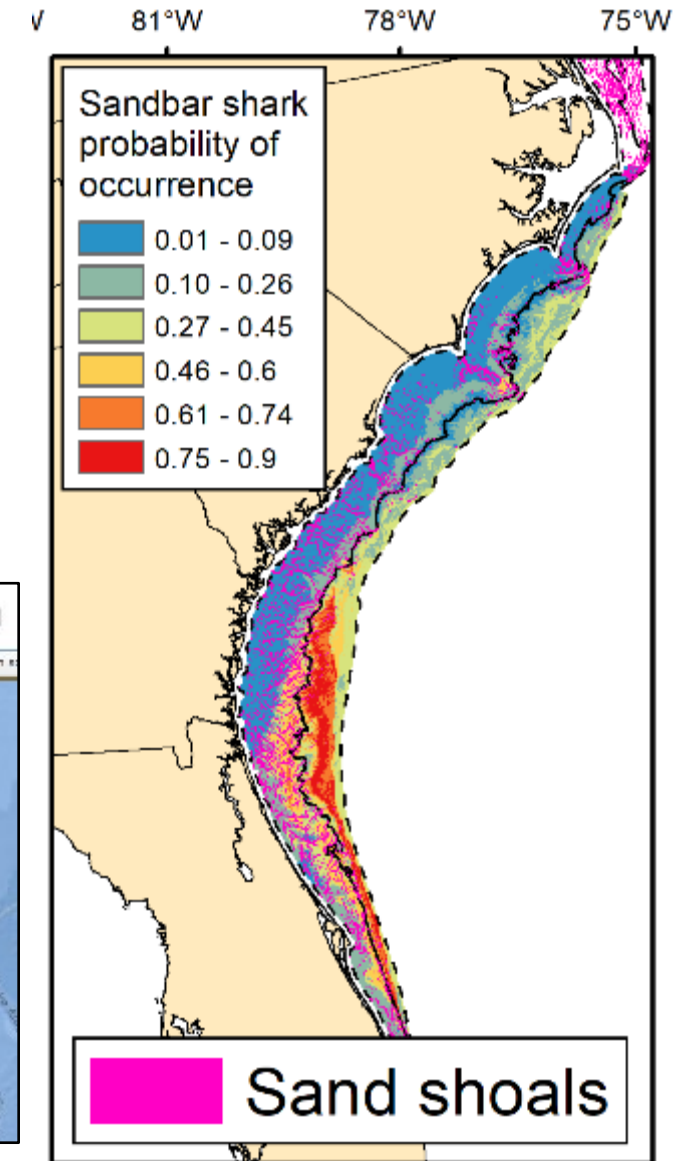 81°W 78°W 75°W
Sandbar shark
probability of
occurrence
0.01 - 0.09
0.10 - 0.26
0.27 - 0.45
0.46 - 0.6
0.61 - 0.74
0.75 - 0.9
Sand shoals